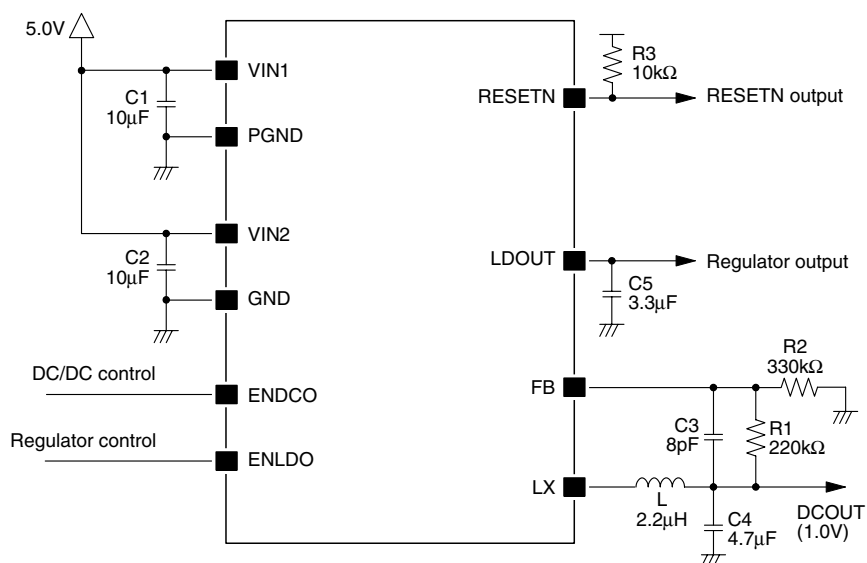 5.0V
VIN1
C1
10μF
PGND
VIN2
C2
10μF
GND
DC/DC control
ENDCO
Regulator control
ENLDO
R3
10kΩ
RESETN
RESETN output
LDOUT
Regulator output
C5
3.3μF
R2
330kΩ
FB
C3
8pF
R1
220kΩ
LX
L
2.2μH
C4
4.7μF
DCOUT
(1.0V)